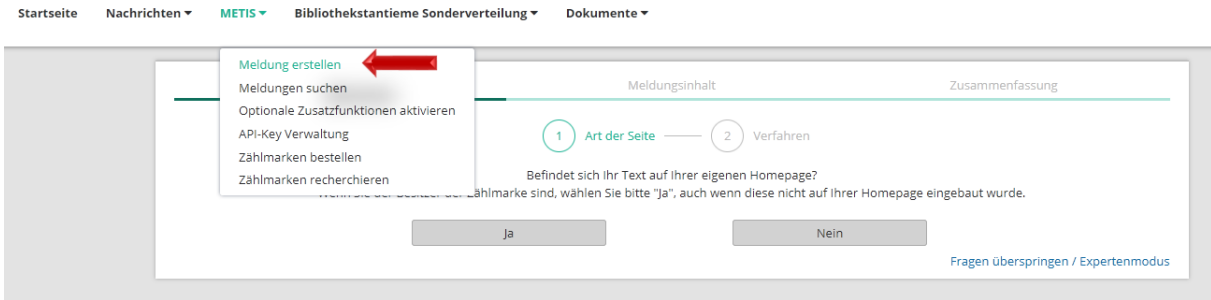 Startseite Nachrichten METIS Bibliothekstantieme Sonderverteilung Dokumente
Meldung erstellen
Meldungen suchen
Optionale Zusatzfunktionen aktivieren
API-Key Verwaltung
Zählmarken bestellen
Zählmarken recherchieren
Meldungsinhalt Zusammenfassung
1 Art der Seite 2 Verfahren
Befindet sich Ihr Text auf Ihrer eigenen Homepage?
Zählmarke sind, wählen Sie bitte "Ja", auch wenn diese nicht auf Ihrer Homepage eingebaut wurde.
Ja Nein
Fragen überspringen / Expertenmodus